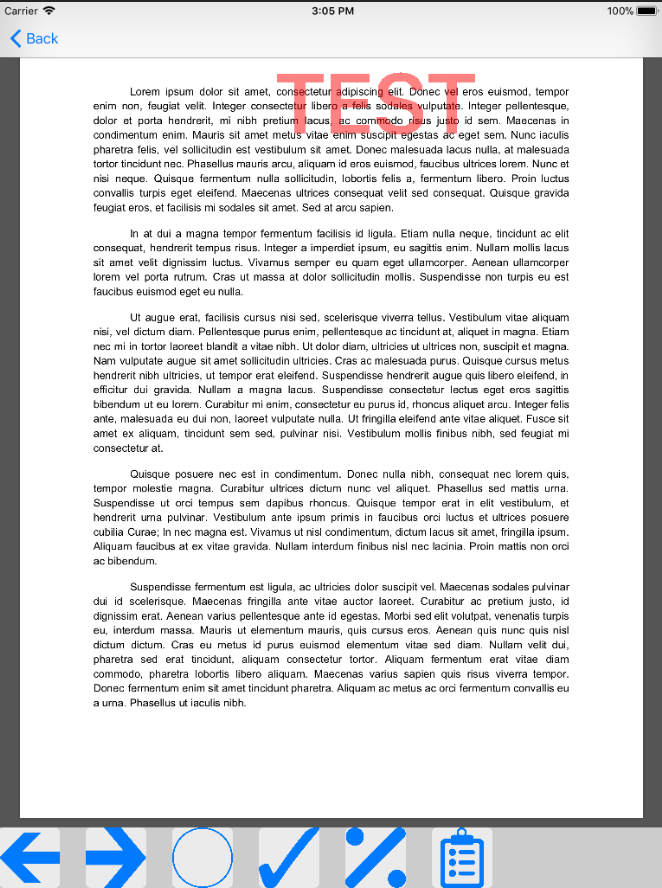 Carrier 3:05 PM 100%
Back
TEST
Lorem ipsum dolor sit amet, consectetur adipiscing elit. Donec vel eros euismod, tempor
enim non, feugiat velit. Integer consectetur libero a felis sodales vulputate. Integer pellentesque,
dolor et porta hendrerit, mi nibh pretium lacus, ac commodo risus justo id sem. Maecenas in
condimentum enim. Mauris sit amet metus vitae enim suscipit egestas ac eget sem. Nunc iaculis
pharetra felis, vel sollicitudin est vestibulum sit amet. Donec malesuada lacus nulla, at malesuada
tortor tincidunt nec. Phasellus mauris arcu, aliquam id eros euismod, faucibus ultrices lorem. Nunc et
nisi neque. Quisque fermentum nulla sollicitudin, lobortis felis a, fermentum libero. Proin luctus
convallis turpis eget eleifend. Maecenas ultrices consequat velit sed consequat. Quisque gravida
feugiat eros, et facilisis mi sodales sit amet. Sed at arcu sapien.
In at dui a magna tempor fermentum facilisis id ligula. Etiam nulla neque, tincidunt ac elit
consequat, hendrerit tempus risus. Integer a imperdiet ipsum, eu sagittis enim. Nullam mollis lacus
sit amet velit dignissim luctus. Vivamus semper eu quam eget ullamcorper. Aenean ullamcorper
lorem vel porta rutrum. Cras ut massa at dolor sollicitudin mollis. Suspendisse non turpis eu est
faucibus euismod eget eu nulla.
Ut augue erat, facilisis cursus nisi sed, scelerisque viverra tellus. Vestibulum vitae aliquam
nisi, vel dictum diam. Pellentesque purus enim, pellentesque ac tincidunt at, aliquet in magna. Etiam
nec mi in tortor laoreet blandit a vitae nibh. Ut dolor diam, ultricies ut ultrices non, suscipit et magna.
Nam vulputate augue sit amet sollicitudin ultricies. Cras ac malesuada purus. Quisque cursus metus
hendrerit nibh ultricies, ut tempor erat eleifend. Suspendisse hendrerit augue quis libero eleifend, in
efficitur dui gravida. Nullam a magna lacus. Suspendisse consectetur lectus eget eros sagittis
bibendum ut eu lorem. Curabitur mi enim, consectetur eu purus id, rhoncus aliquet arcu. Integer felis
ante, malesuada eu dui non, laoreet vulputate nulla. Ut fringilla eleifend ante vitae aliquet. Fusce sit
amet ex aliquam, tincidunt sem sed, pulvinar nisi. Vestibulum mollis finibus nibh, sed feugiat mi
consectetur at.
Quisque posuere nec est in condimentum. Donec nulla nibh, consequat nec lorem quis,
tempor molestie magna. Curabitur ultrices dictum nunc vel aliquet. Phasellus sed mattis urna.
Suspendisse ut orci tempus sem dapibus rhoncus. Quisque tempor erat in elit vestibulum, et
hendrerit urna pulvinar. Vestibulum ante ipsum primis in faucibus orci luctus et ultrices posuere
cubilia Curae; In nec magna est. Vivamus ut nisl condimentum, dictum lacus sit amet, fringilla ipsum.
Aliquam faucibus at ex vitae gravida. Nullam interdum finibus nisl nec lacinia. Proin mattis non orci
ac bibendum.
Suspendisse fermentum est ligula, ac ultricies dolor suscipit vel. Maecenas sodales pulvinar
dui id scelerisque. Maecenas fringilla ante vitae auctor laoreet. Curabitur ac pretium justo, id
dignissim erat. Aenean varius pellentesque ante id egestas. Morbi sed elit volutpat, venenatis turpis
eu, interdum massa. Mauris ut elementum mauris, quis cursus eros. Aenean quis nunc quis nisl
dictum dictum. Cras eu metus id purus euismod elementum vitae sed diam. Nullam velit dui,
pharetra sed erat tincidunt, aliquam consectetur tortor. Aliquam fermentum erat vitae diam
commodo, pharetra lobortis libero aliquam. Maecenas varius sapien quis risus viverra tempor.
Donec fermentum enim sit amet tincidunt pharetra. Aliquam ac metus ac orci fermentum convallis eu
a urna. Phasellus ut iaculis nibh.